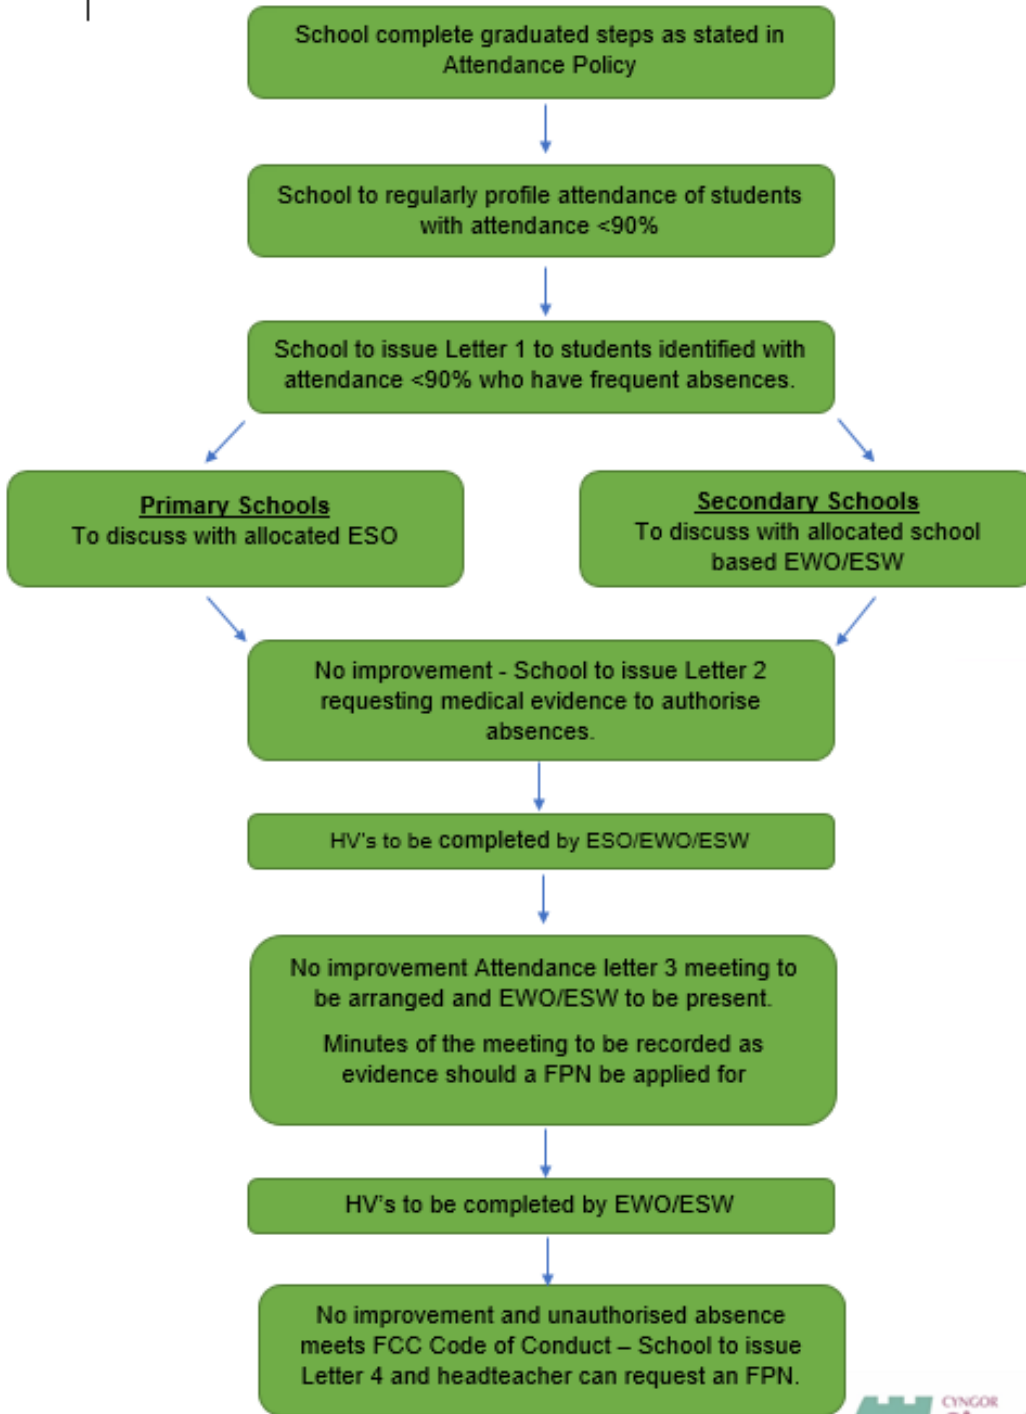 School complete graduated steps as stated in
Attendance Policy
School to regularly profile attendance of students
with attendance <90%
School to issue Letter 1 to students identified with
attendance <90% who have frequent absences.
Primary Schools
To discuss with allocated ESO
Secondary Schools
To discuss with allocated school
based EWO/ESW
No improvement - School to issue Letter 2
requesting medical evidence to authorise
absences.
HV's to be completed by ESO/EWO/ESW
No improvement Attendance letter 3 meeting to
be arranged and EWO/ESW to be present.
Minutes of the meeting to be recorded as
evidence should a FPN be applied for
HV's to be completed by EWO/ESW
No improvement and unauthorised absence
meets FCC Code of Conduct – School to issue
Letter 4 and headteacher can request an FPN.
CYNGOR